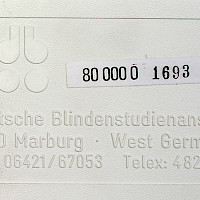 80 000 0 1693
tsche Blindenstudienans
0 Marburg · West Germ
06421/67053 Telex: 482